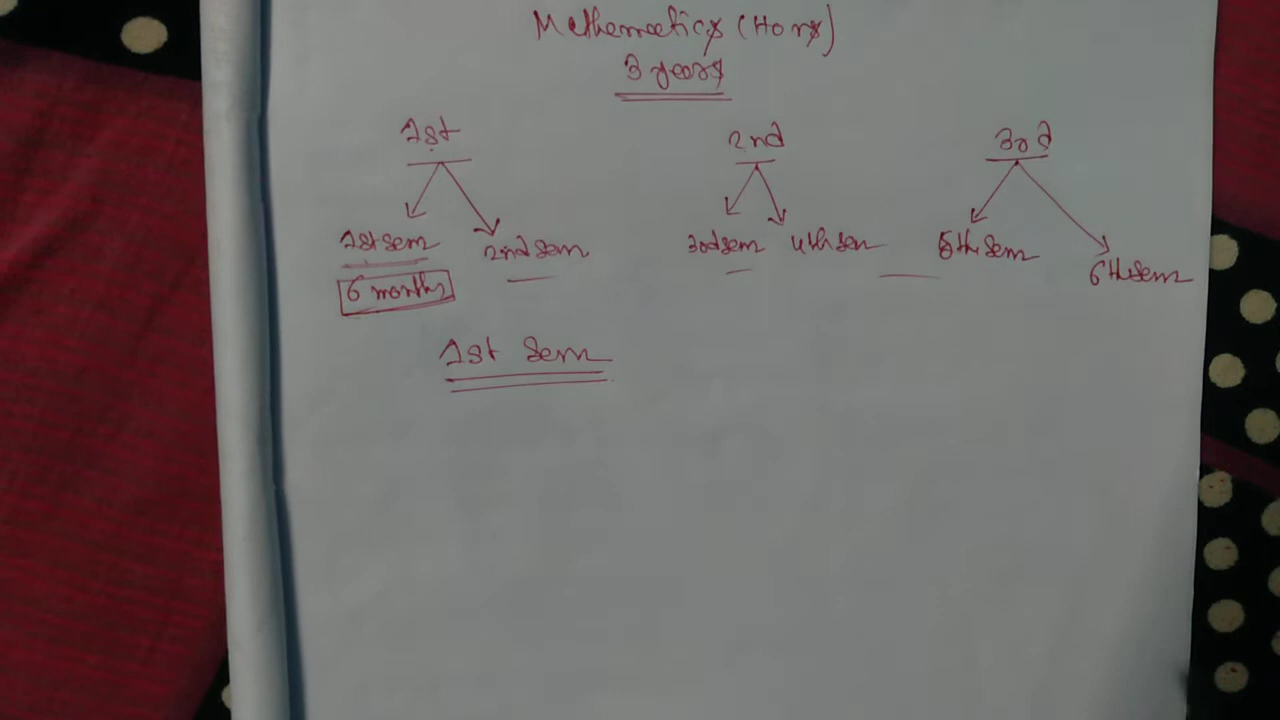 Mathematics (Hons)
3 years
1st 2nd 3rd
1st sem 2nd sem 3rd sem 4th sem 5th sem 6th sem
6 months
1st Sem